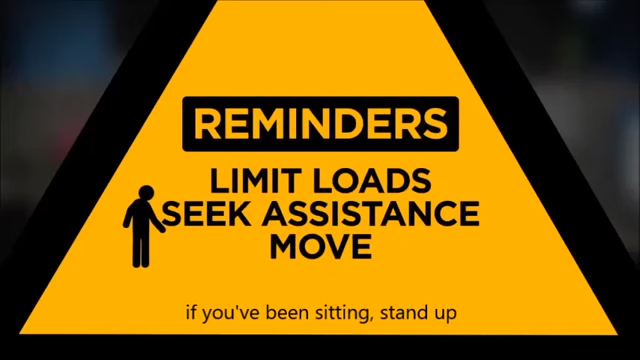 REMINDERS
LIMIT LOADS
SEEK ASSISTANCE
MOVE
if you've been sitting, stand up